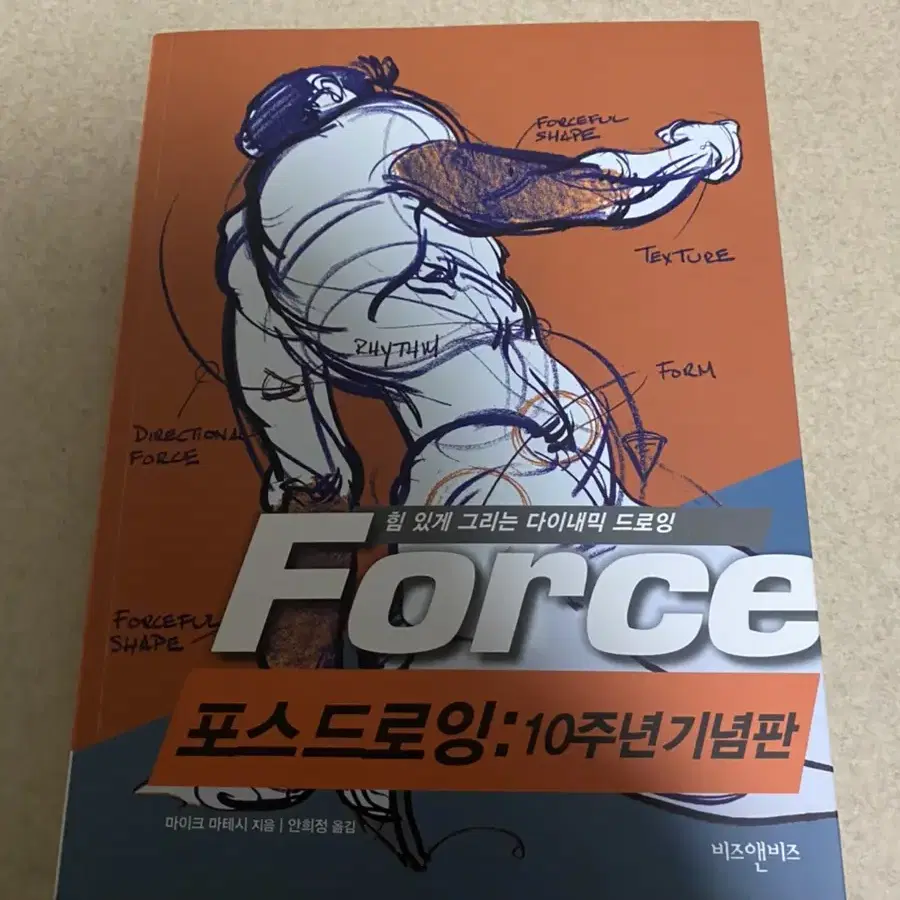 FORCEFUL
SHAPE
TEXTURE
RHYTHM
FORM
DIRECTIONAL
FORCE
힘 있게 그리는 다이내믹 드로잉
Force
FORCEFUL
SHAPE
포스드로잉: 10주년 기념판
마이크 마테시 지음 | 안희정 옮김
비즈앤비즈